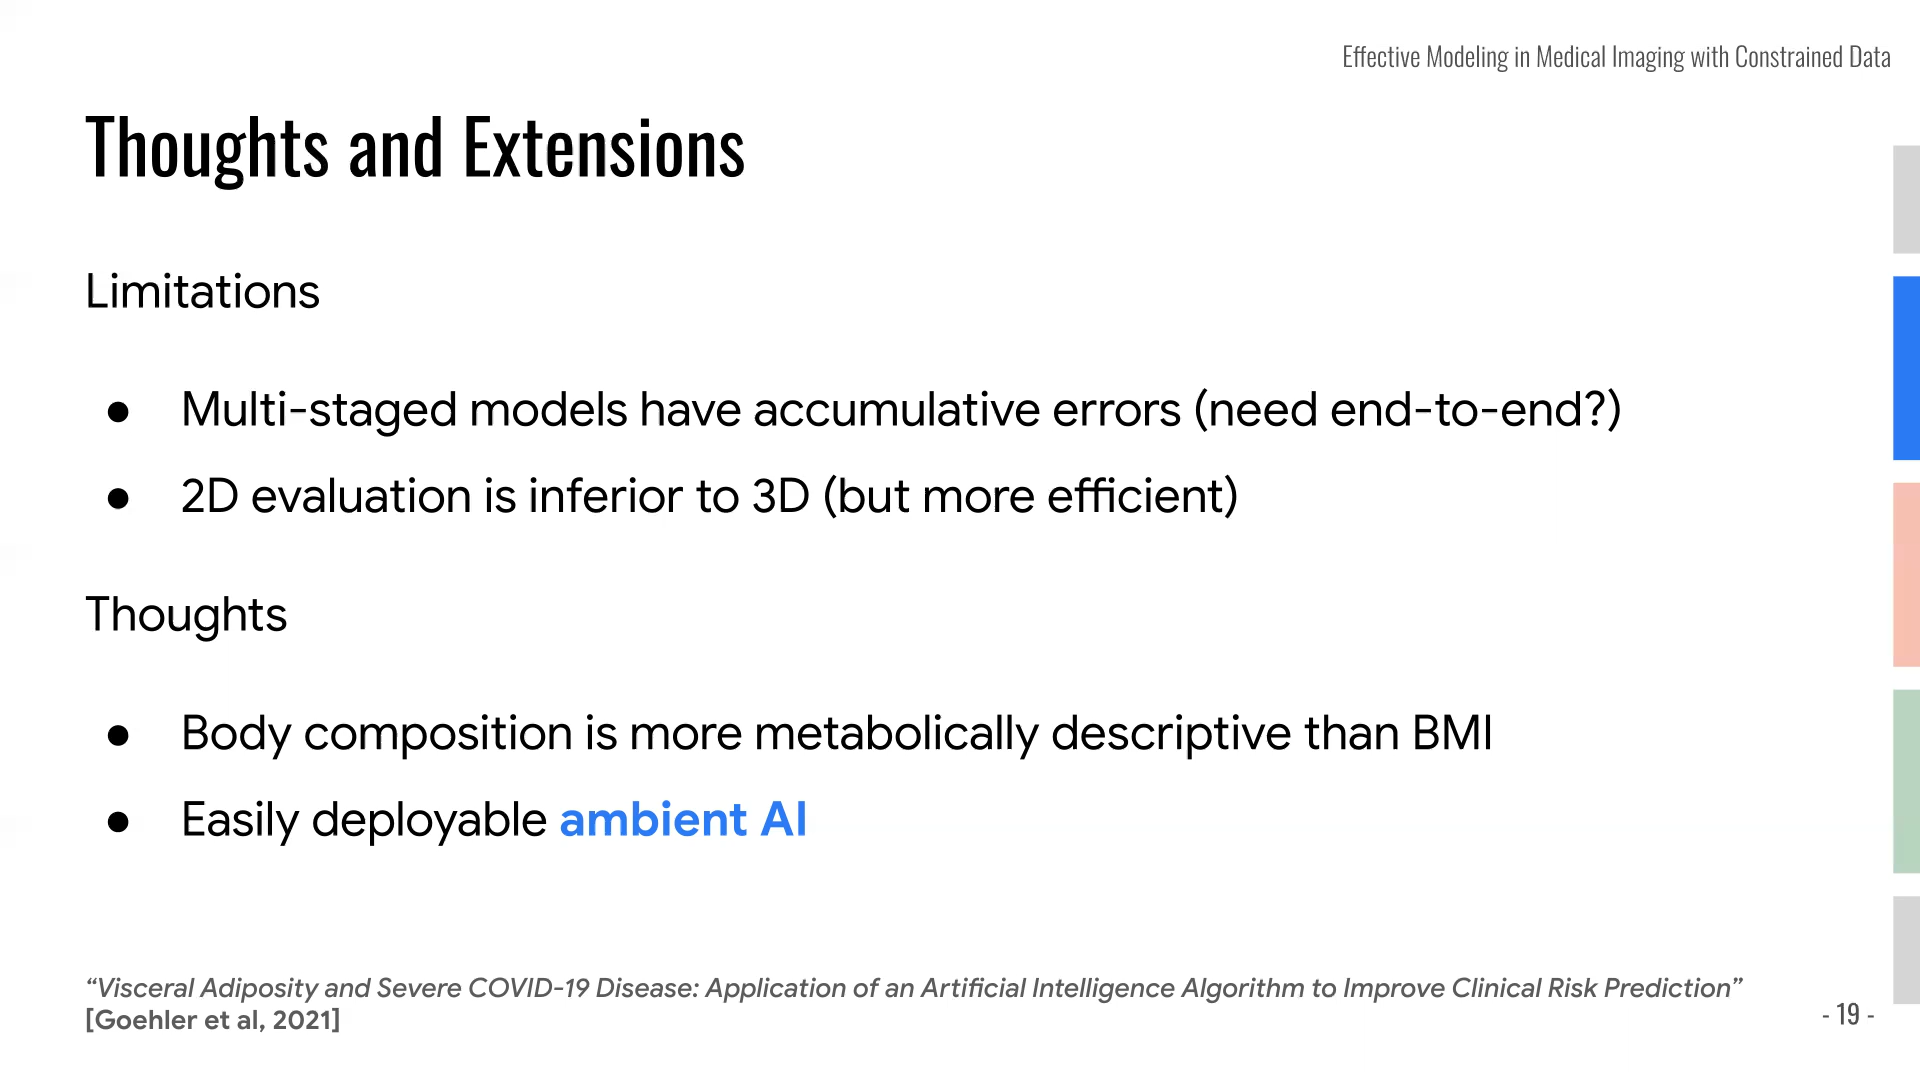 Effective Modeling in Medical Imaging with Constrained Data
Thoughts and Extensions
Limitations
● Multi-staged models have accumulative errors (need end-to-end?)
● 2D evaluation is inferior to 3D (but more efficient)
Thoughts
● Body composition is more metabolically descriptive than BMI
● Easily deployable ambient AI
“Visceral Adiposity and Severe COVID-19 Disease: Application of an Artificial Intelligence Algorithm to Improve Clinical Risk Prediction”
[Goehler et al, 2021]
- 19 -